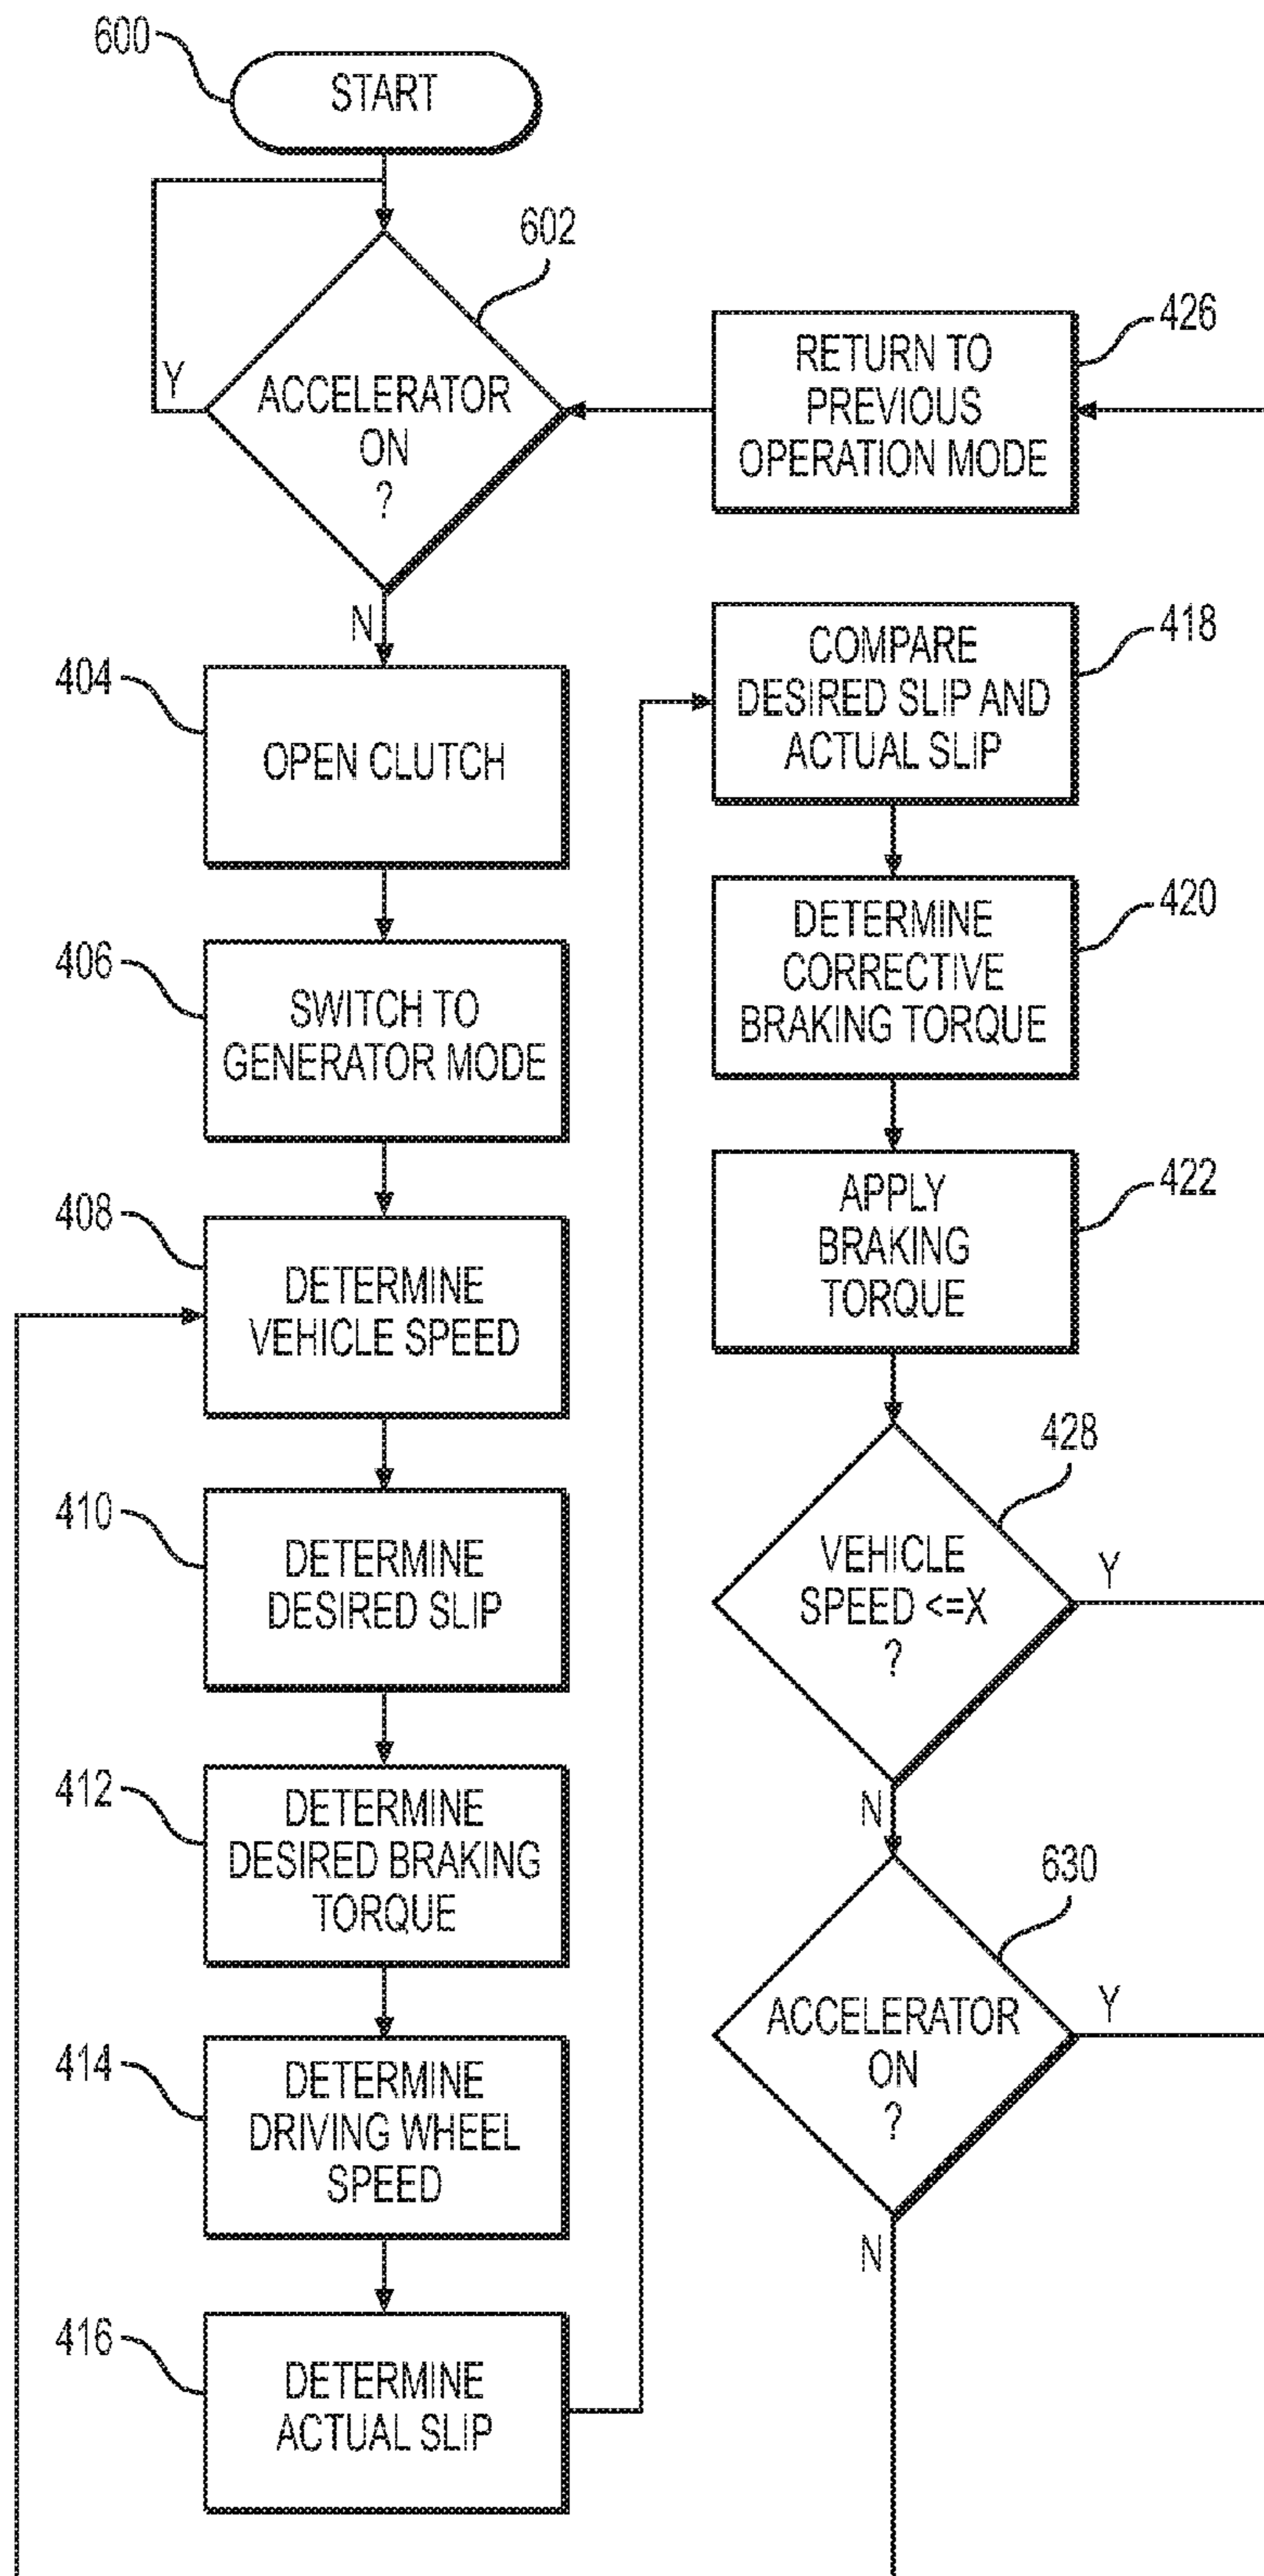 600
START
602
Y
ACCELERATOR
ON
?
N
404
OPEN CLUTCH
406
SWITCH TO
GENERATOR MODE
408
DETERMINE
VEHICLE SPEED
410
DETERMINE
DESIRED SLIP
412
DETERMINE
DESIRED BRAKING
TORQUE
414
DETERMINE
DRIVING WHEEL
SPEED
416
DETERMINE
ACTUAL SLIP
426
RETURN TO
PREVIOUS
OPERATION MODE
418
COMPARE
DESIRED SLIP AND
ACTUAL SLIP
420
DETERMINE
CORRECTIVE
BRAKING TORQUE
422
APPLY
BRAKING
TORQUE
428
VEHICLE
SPEED <=X
?
Y
N
630
ACCELERATOR
ON
?
Y
N